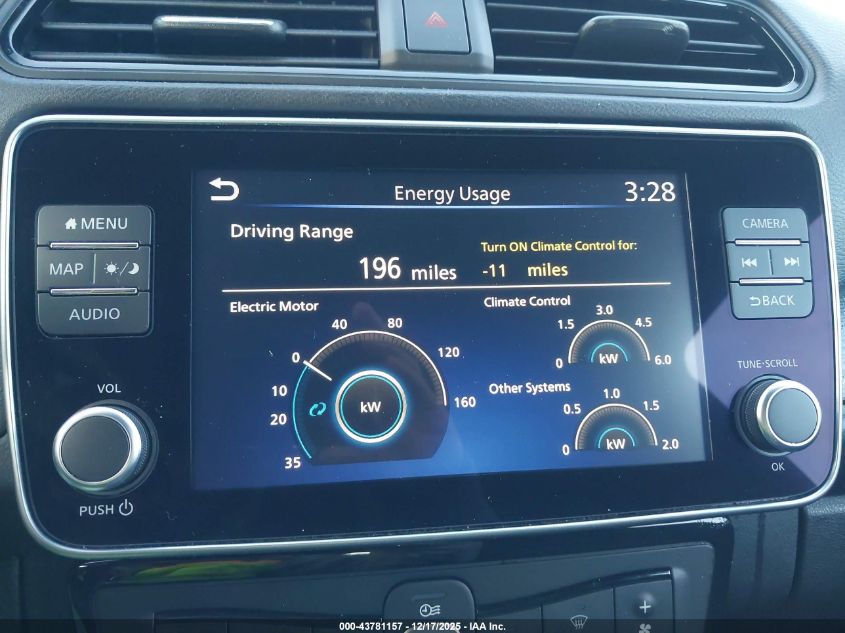 Energy Usage 3:28
MENU
MAP
AUDIO
VOL
PUSH
Driving Range
196 miles
Turn ON Climate Control for:
-11 miles
Electric Motor
35 20 10 0 40 80 120 160
kW
Climate Control
0 1.5 3.0 4.5 6.0
kW
Other Systems
0 0.5 1.0 1.5 2.0
kW
CAMERA
BACK
TUNE·SCROLL
OK
+
000-43781157 - 12/17/2025 - IAA Inc.